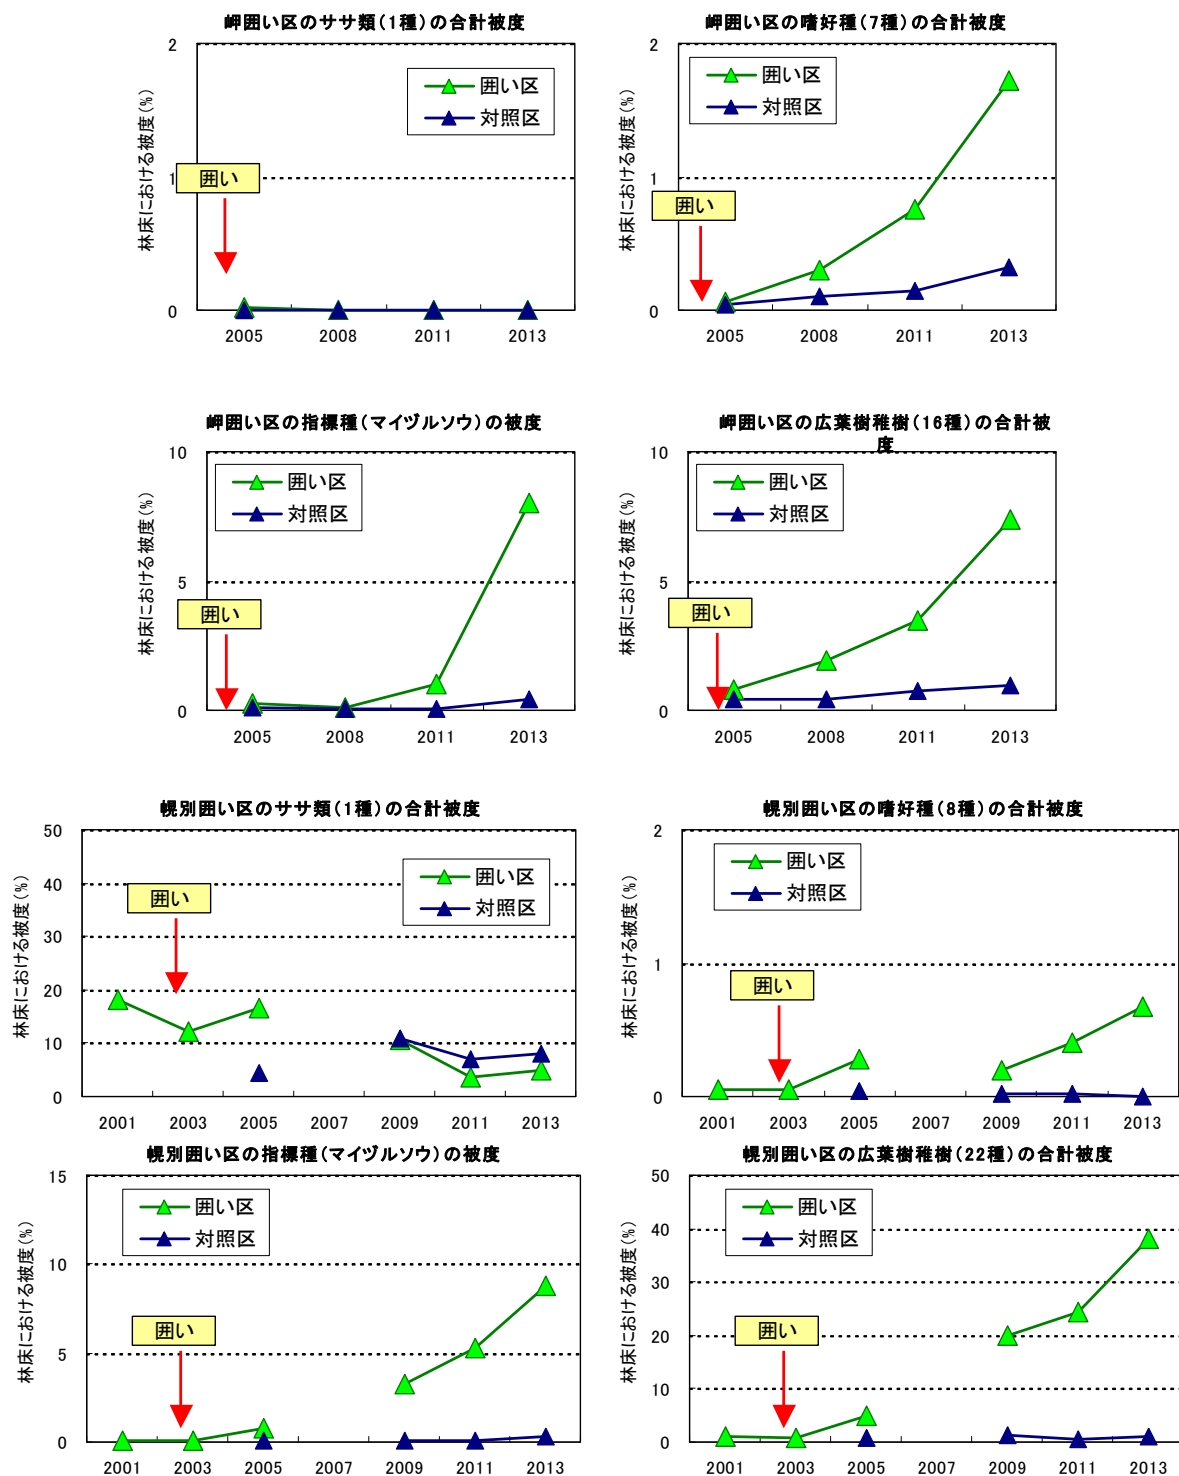 岬囲い区のササ類(1種)の合計被度
林床における被度(%)
2
1
0
囲い区
対照区
囲い
2005 2008 2011 2013
岬囲い区の嗜好種(7種)の合計被度
2
1
0
囲い区
対照区
囲い
2005 2008 2011 2013
岬囲い区の指標種(マイヅルソウ)の被度
林床における被度(%)
10
5
0
囲い区
対照区
囲い
2005 2008 2011 2013
岬囲い区の広葉樹稚樹(16種)の合計被
度
林床における被度(%)
10
5
0
囲い区
対照区
囲い
2005 2008 2011 2013
幌別囲い区のササ類(1種)の合計被度
林床における被度(%)
50
40
30
20
10
0
囲い区
対照区
囲い
2001 2003 2005 2007 2009 2011 2013
幌別囲い区の嗜好種(8種)の合計被度
林床における被度(%)
2
1
0
囲い区
対照区
囲い
2001 2003 2005 2007 2009 2011 2013
幌別囲い区の指標種(マイヅルソウ)の被度
林床における被度(%)
15
10
5
0
囲い区
対照区
囲い
2001 2003 2005 2007 2009 2011 2013
幌別囲い区の広葉樹稚樹(22種)の合計被度
林床における被度(%)
50
40
30
20
10
0
囲い区
対照区
囲い
2001 2003 2005 2007 2009 2011 2013